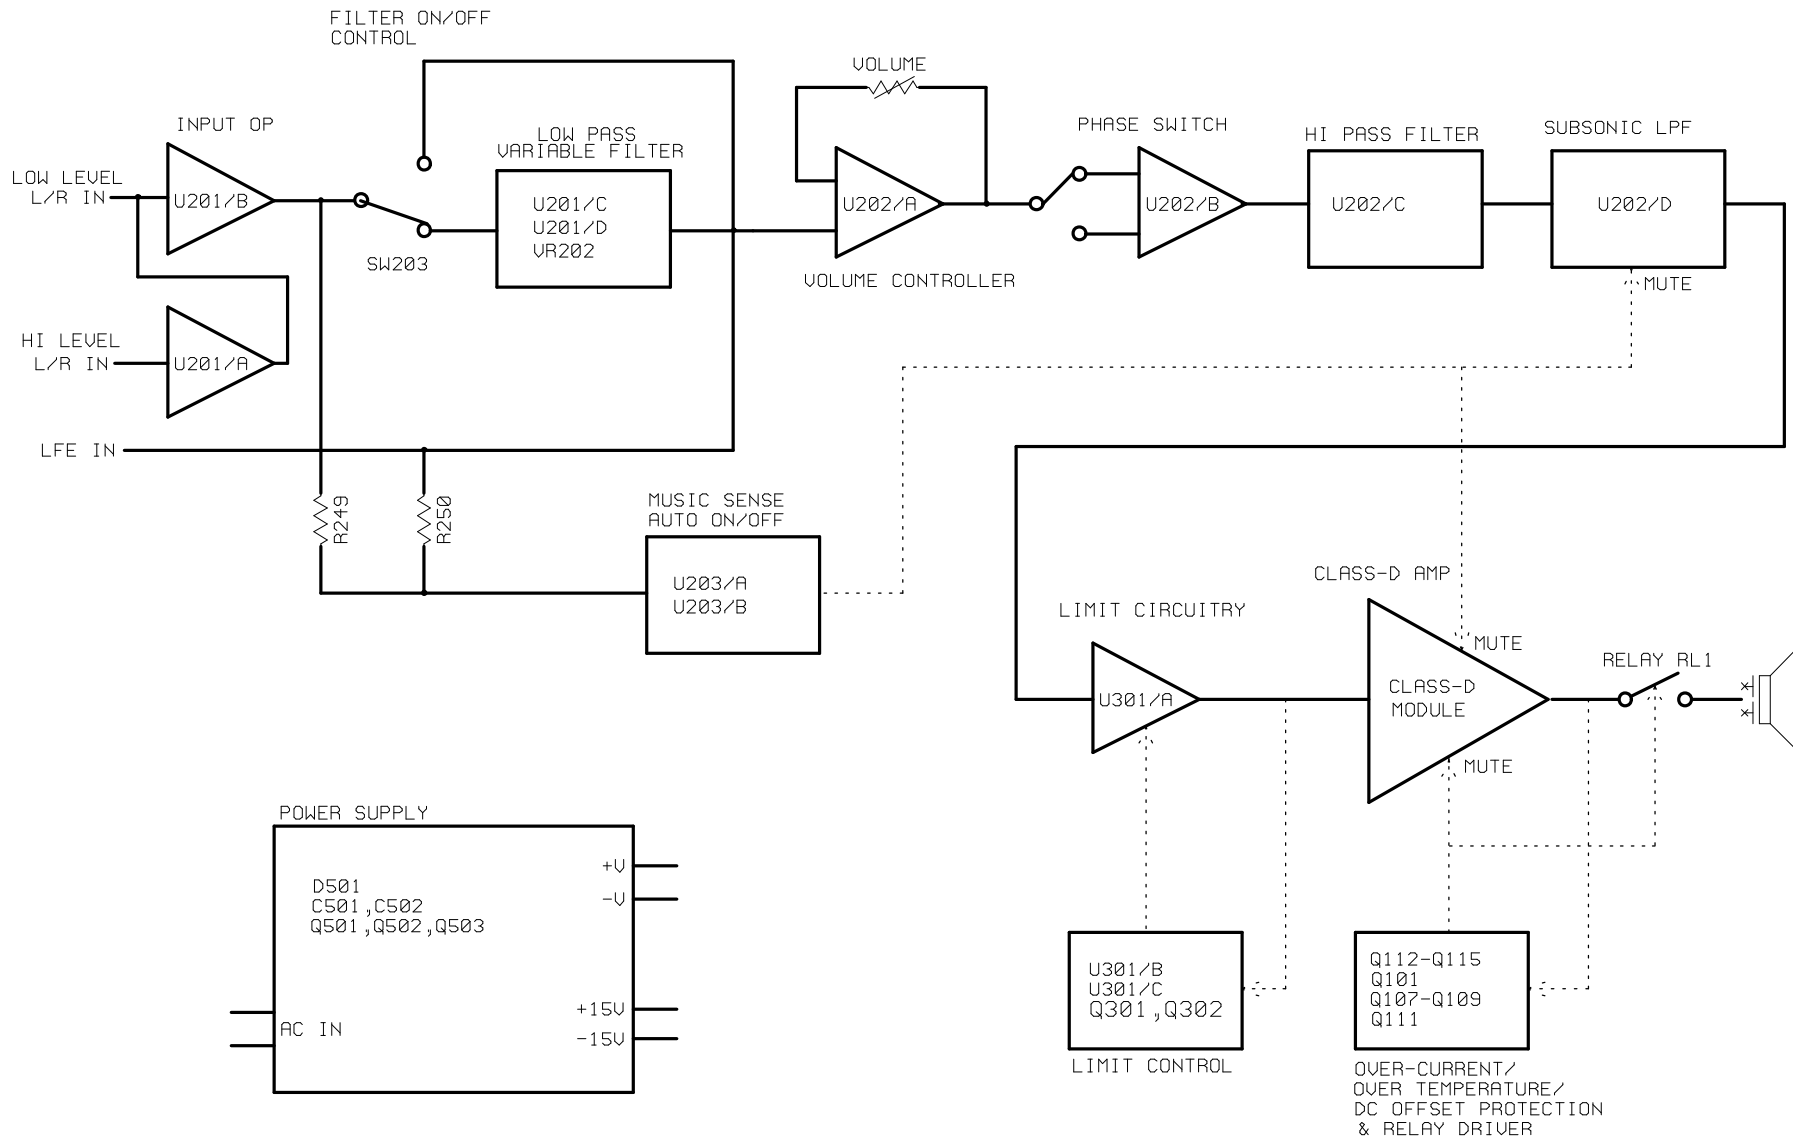 FILTER ON/OFF
CONTROL
VOLUME
INPUT OP
LOW PASS
VARIABLE FILTER
PHASE SWITCH
HI PASS FILTER
SUBSONIC LPF
LOW LEVEL
L/R IN
U201/B
U201/C
U201/D
VR202
U202/A
U202/B
U202/C
U202/D
SW203
VOLUME CONTROLLER
MUTE
HI LEVEL
L/R IN
U201/A
LFE IN
R249
R250
MUSIC SENSE
AUTO ON/OFF
U203/A
U203/B
CLASS-D AMP
LIMIT CIRCUITRY
MUTE
RELAY RL1
U301/A
CLASS-D
MODULE
MUTE
POWER SUPPLY
+V
-V
D501
C501,C502
Q501,Q502,Q503
+15V
-15V
AC IN
U301/B
U301/C
Q301,Q302
LIMIT CONTROL
Q112-Q115
Q101
Q107-Q109
Q111
OVER-CURRENT/
OVER TEMPERATURE/
DC OFFSET PROTECTION
& RELAY DRIVER